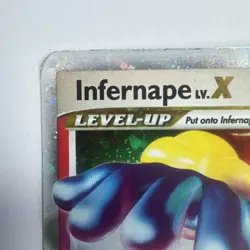 Infernape LV.X
LEVEL-UP Put onto Infernap